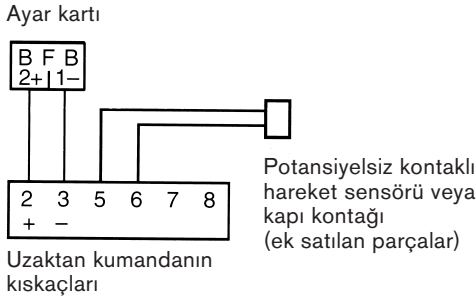 Ayar kartı
B F B
2+|1–
Potansiyelsiz kontaklı
hareket sensörü veya
kapı kontağı
(ek satılan parçalar)
2 3 5 6 7 8
+ –
Uzaktan kumandanın
kıskaçları